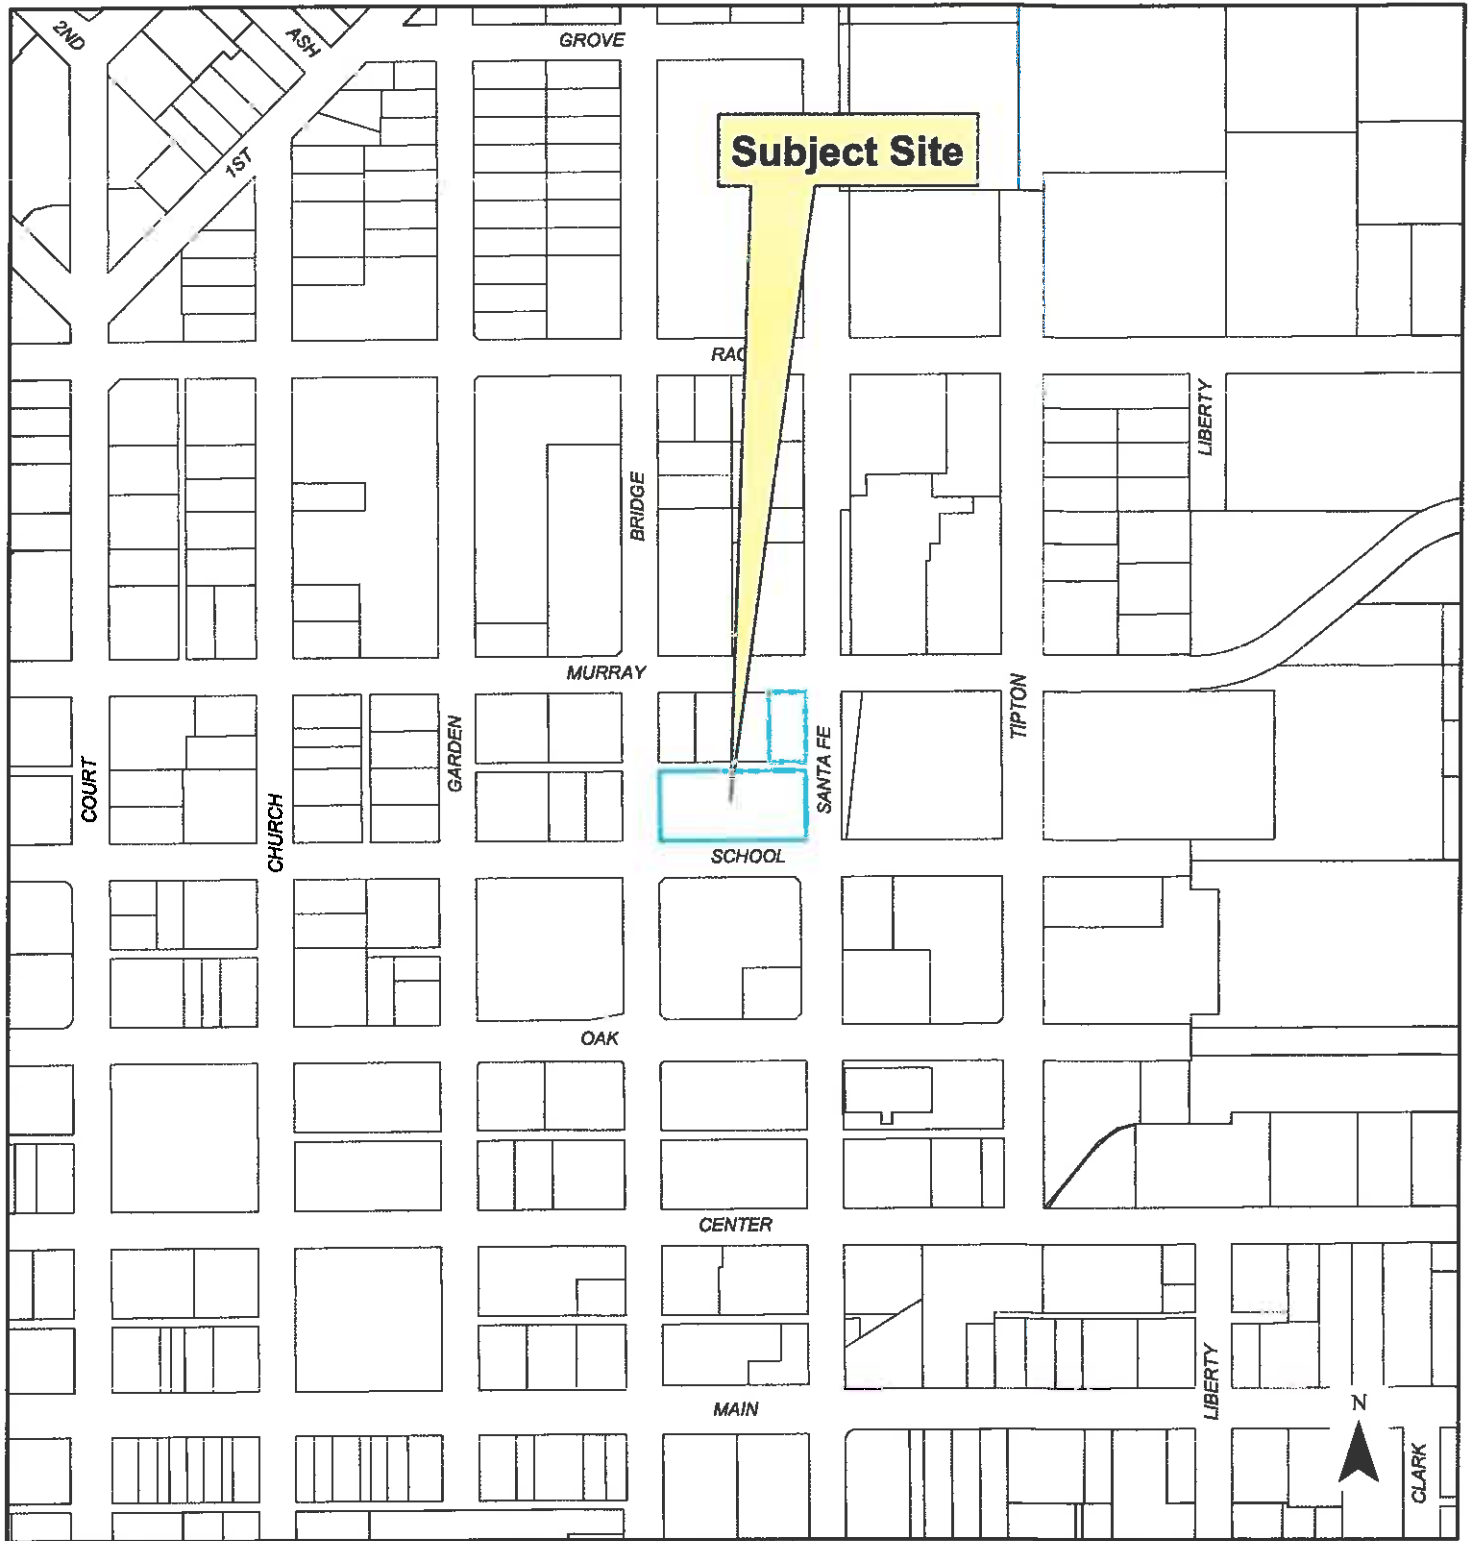 2ND
ASH
GROVE
Subject Site
1ST
RAC
LIBERTY
BRIDGE
MURRAY
TIPTON
GARDEN
SANTA FE
COURT
CHURCH
SCHOOL
OAK
CENTER
LIBERTY
MAIN
N
CLARK